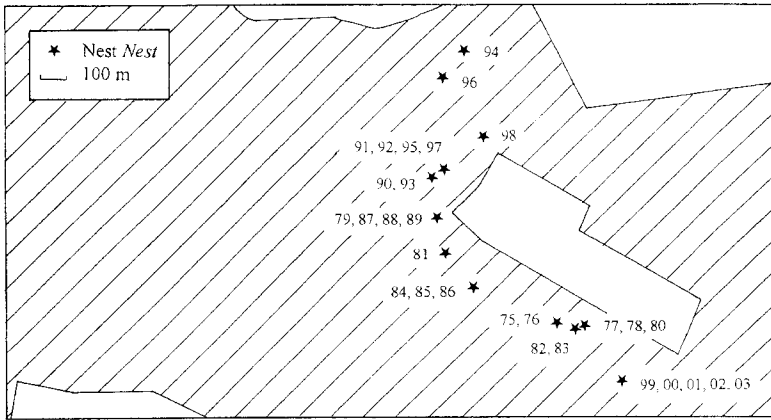 Nest Nest
100 m
94
96
98
91, 92, 95, 97
90, 93
79, 87, 88, 89
81
84, 85, 86
75, 76
77, 78, 80
82, 83
99, 00, 01, 02, 03